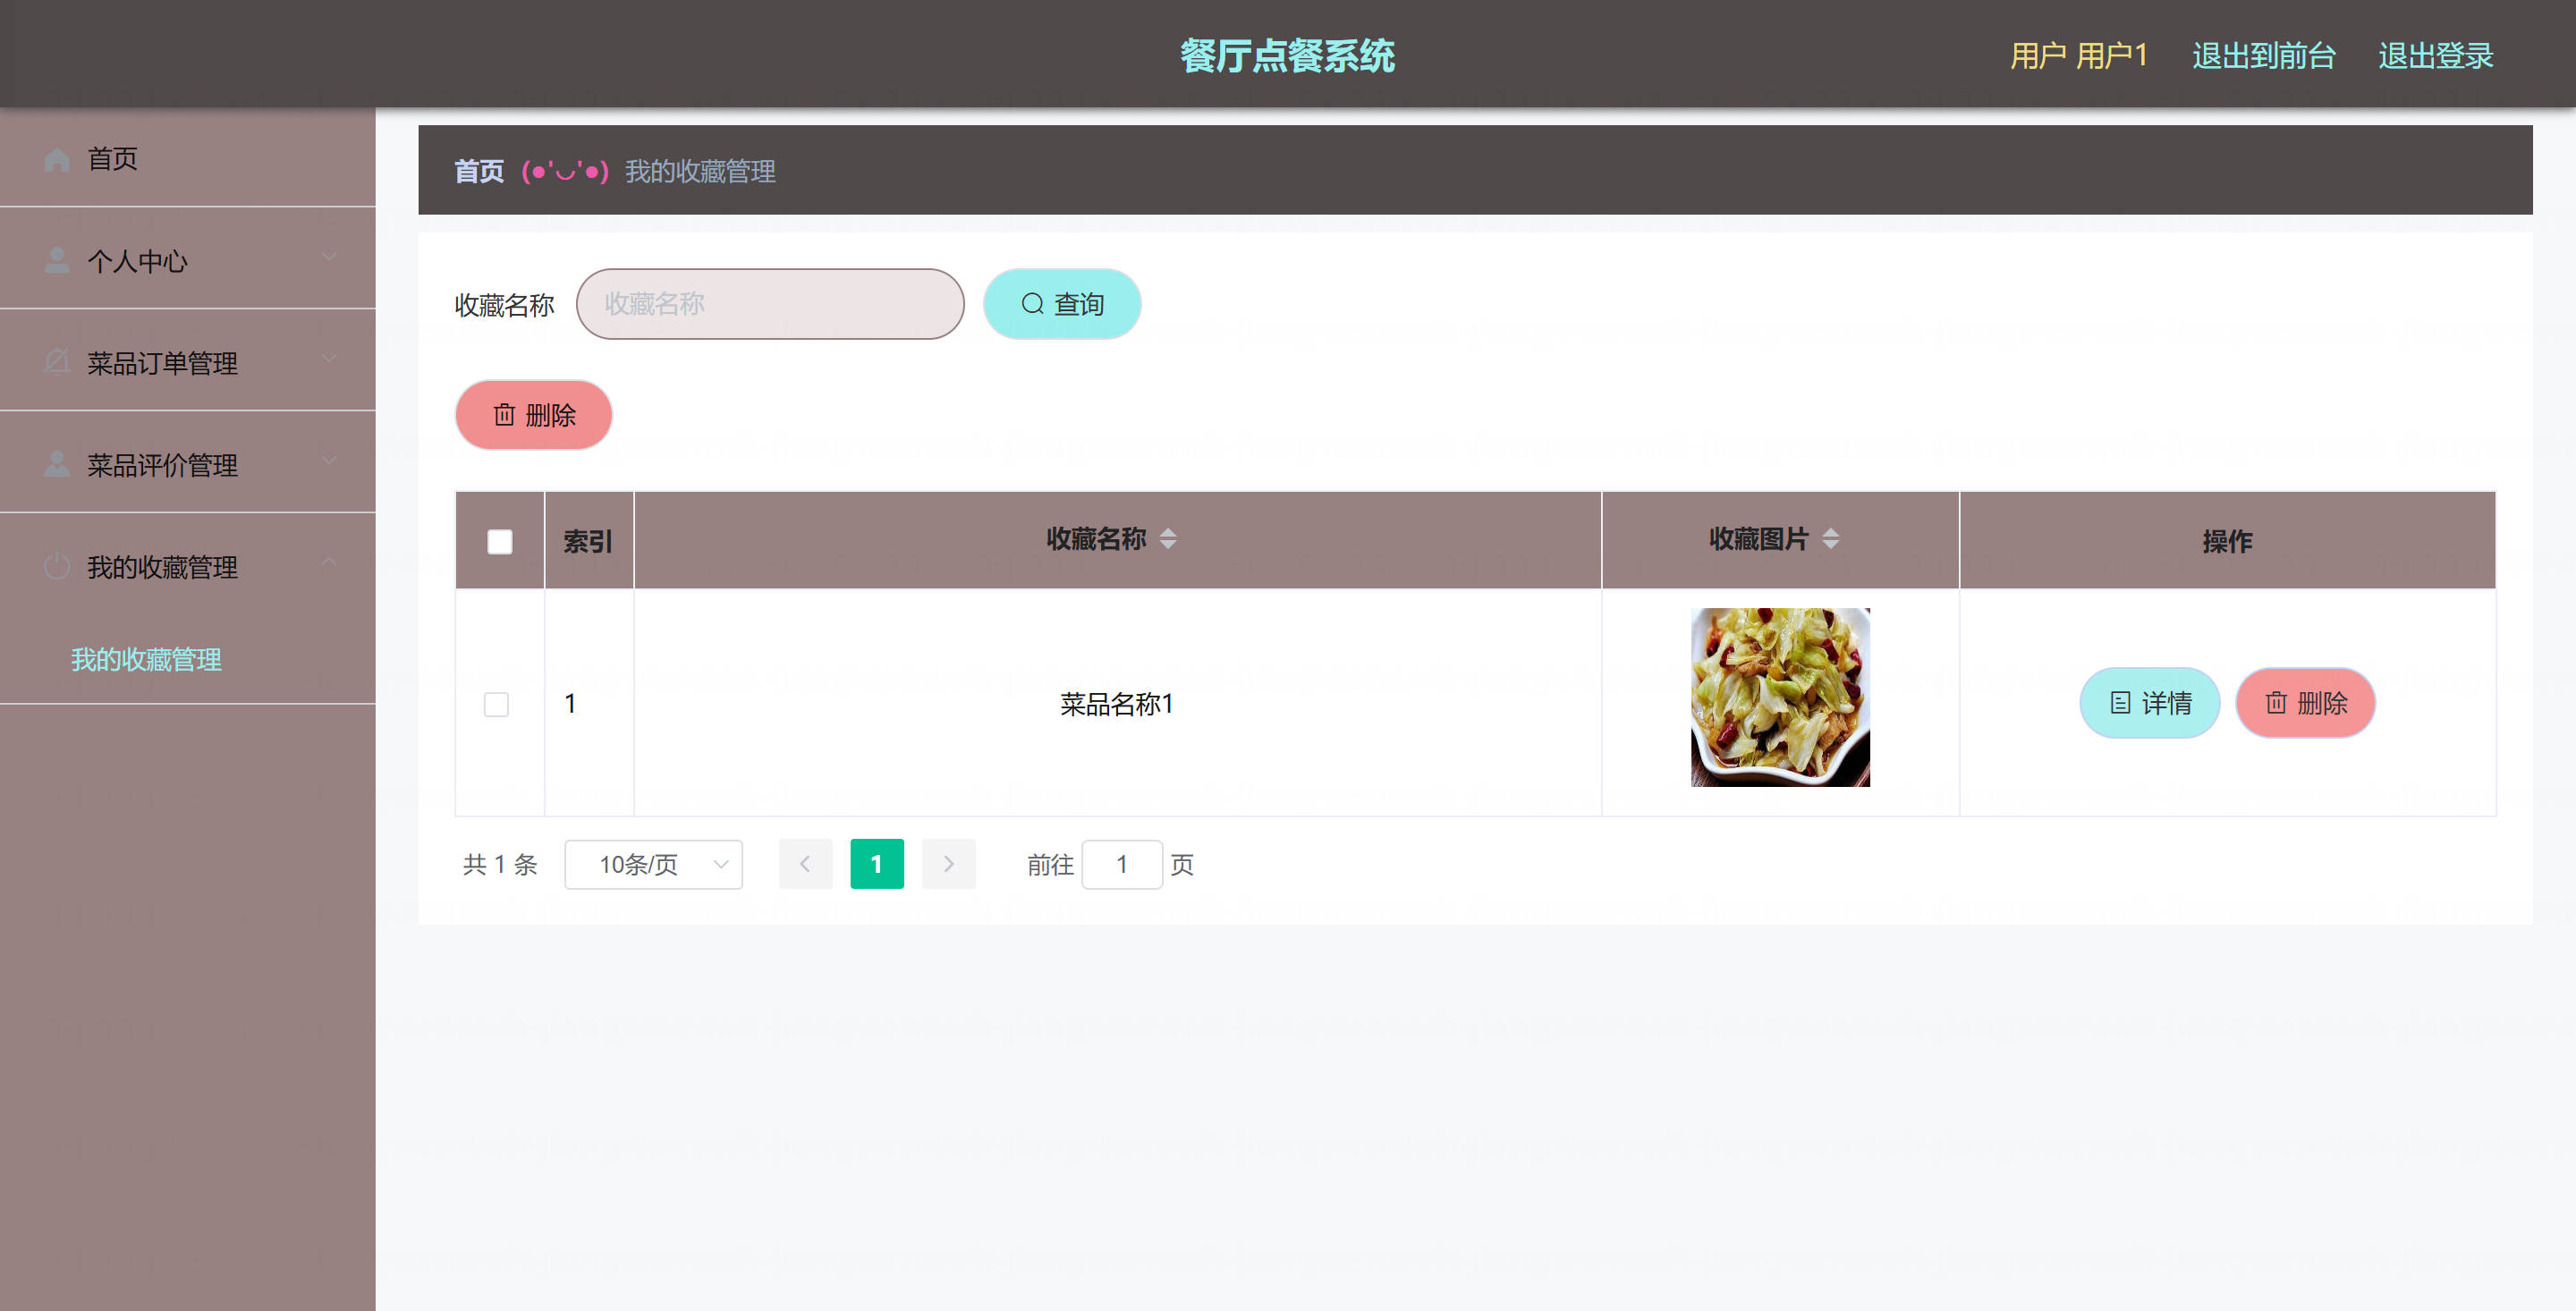 餐厅点餐系统
用户 用户1 退出到前台 退出登录
首页
个人中心
菜品订单管理
菜品评价管理
我的收藏管理
我的收藏管理
首页 (●'◡'●) 我的收藏管理
收藏名称 收藏名称 查询
删除
索引 收藏名称 收藏图片 操作
1 菜品名称1 详情 删除
共 1 条 10条/页 1 前往 1 页